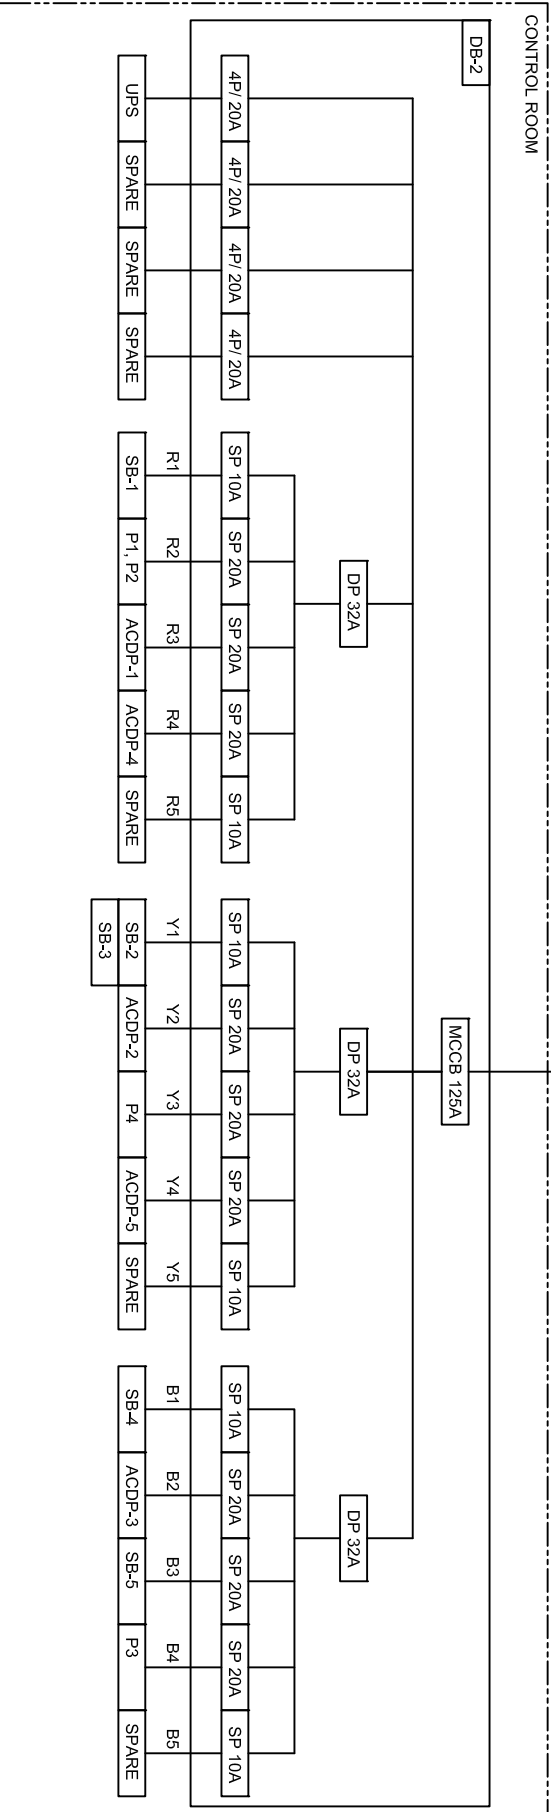 CONTROL ROOM
DB-2
MCCB 125A
DP 32A
DP 32A
DP 32A
4P/ 20A
4P/ 20A
4P/ 20A
4P/ 20A
SP 10A
SP 20A
SP 20A
SP 20A
SP 10A
SP 10A
SP 20A
SP 20A
SP 20A
SP 10A
SP 10A
SP 20A
SP 20A
SP 20A
SP 10A
R1
R2
R3
R4
R5
Y1
Y2
Y3
Y4
Y5
B1
B2
B3
B4
B5
UPS
SPARE
SPARE
SPARE
SB-1
P1, P2
ACDP-1
ACDP-4
SPARE
SB-2
ACDP-2
P4
ACDP-5
SPARE
SB-4
ACDP-3
SB-5
P3
SPARE
SB-3